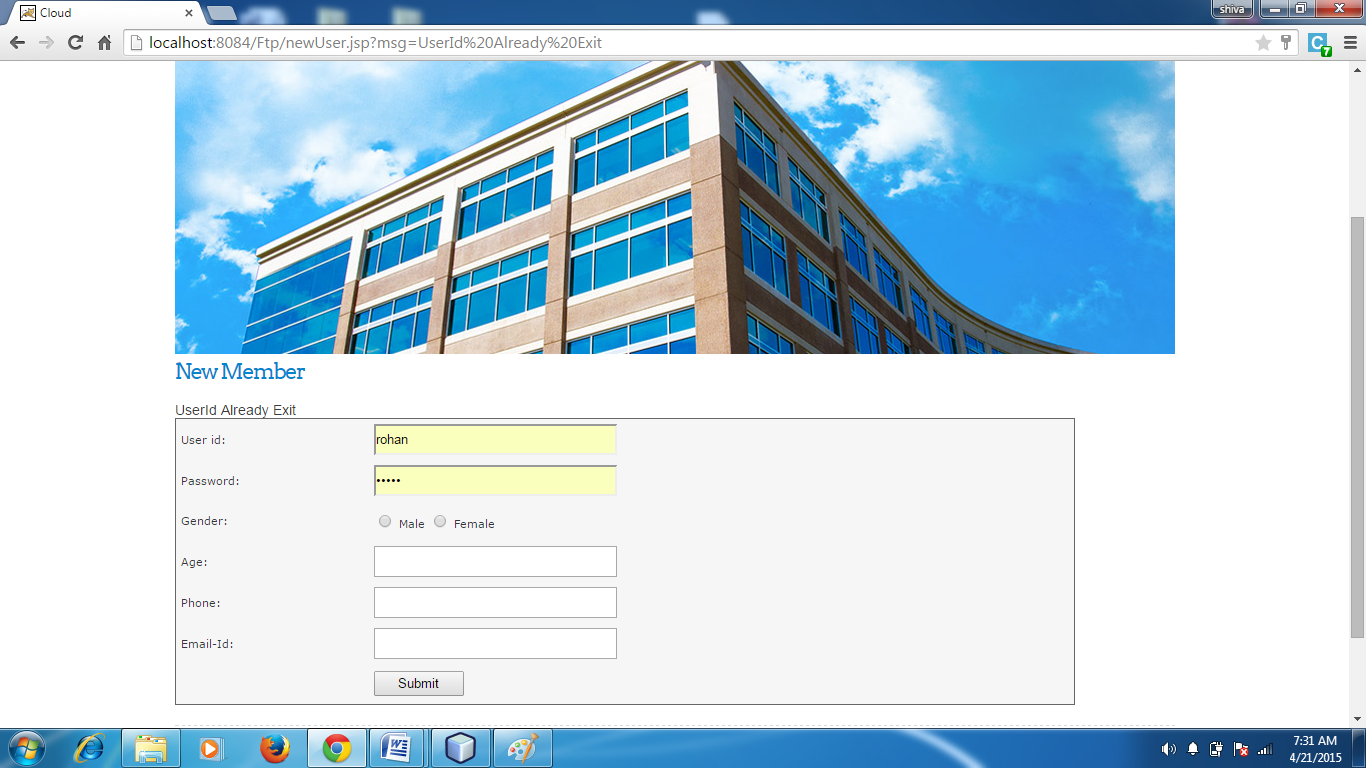 Cloud
shiva
localhost:8084/Ftp/newUser.jsp?msg=UserId%20Already%20Exit
C
7
New Member
UserId Already Exit
User id:
rohan
Password:
•••••
Gender:
Male Female
Age:
Phone:
Email-Id:
Submit
7:31 AM
4/21/2015